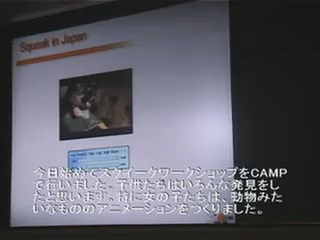 Squeak in Japan
今日始めてスクイークワークショップをCAMP
で行いました。子供たちはいろんな発見をし
たと思います。特に女の子たちは、動物みた
いなもののアニメーションをつくりました。